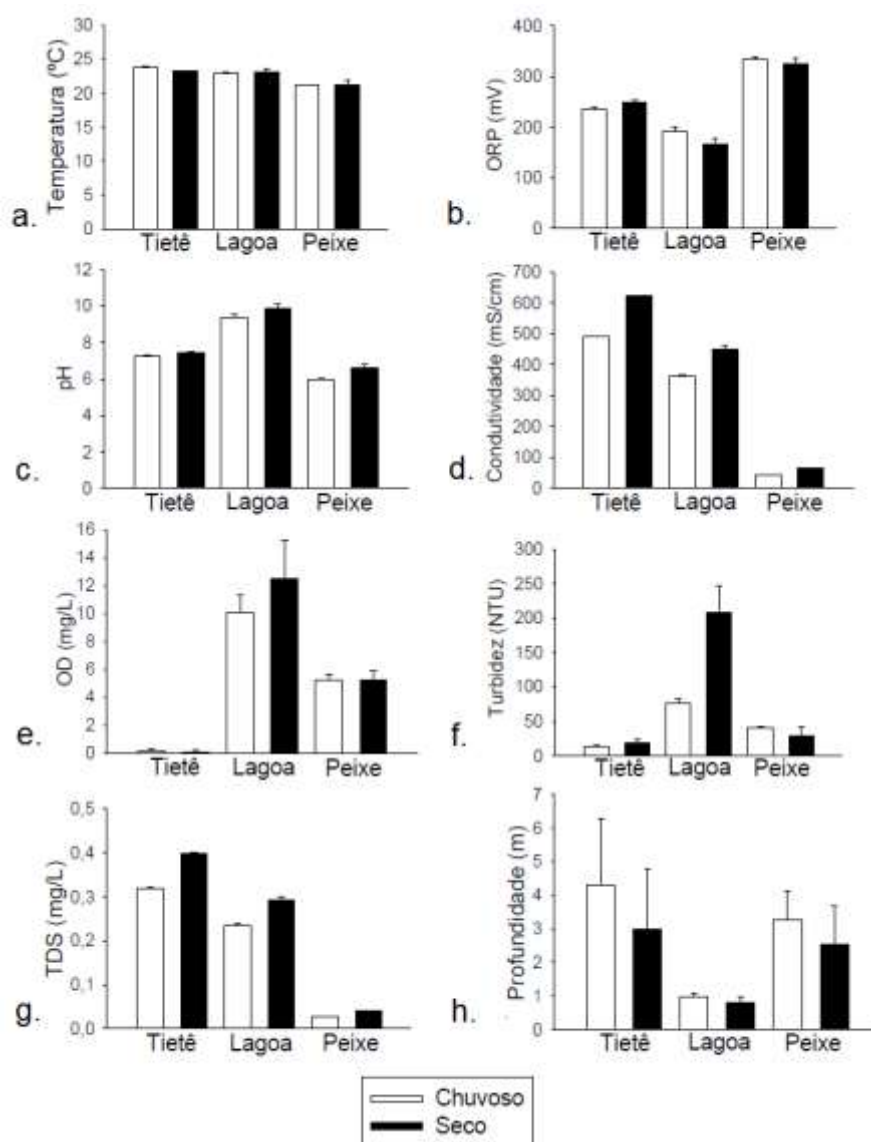 30
25
20
15
10
5
0
Temperatura (ºC)
a.
Tietê Lagoa Peixe
400
300
200
100
0
ORP (mV)
b.
Tietê Lagoa Peixe
12
10
8
6
4
2
0
pH
c.
Tietê Lagoa Peixe
700
600
500
400
300
200
100
0
Condutividade (mS/cm)
d.
Tietê Lagoa Peixe
16
14
12
10
8
6
4
2
0
OD (mg/L)
e.
Tietê Lagoa Peixe
300
250
200
150
100
50
0
Turbidez (NTU)
f.
Tietê Lagoa Peixe
0,5
0,4
0,3
0,2
0,1
0,0
TDS (mg/L)
g.
Tietê Lagoa Peixe
7
6
5
4
3
2
1
0
Profundidade (m)
h.
Tietê Lagoa Peixe
Chuvoso
Seco